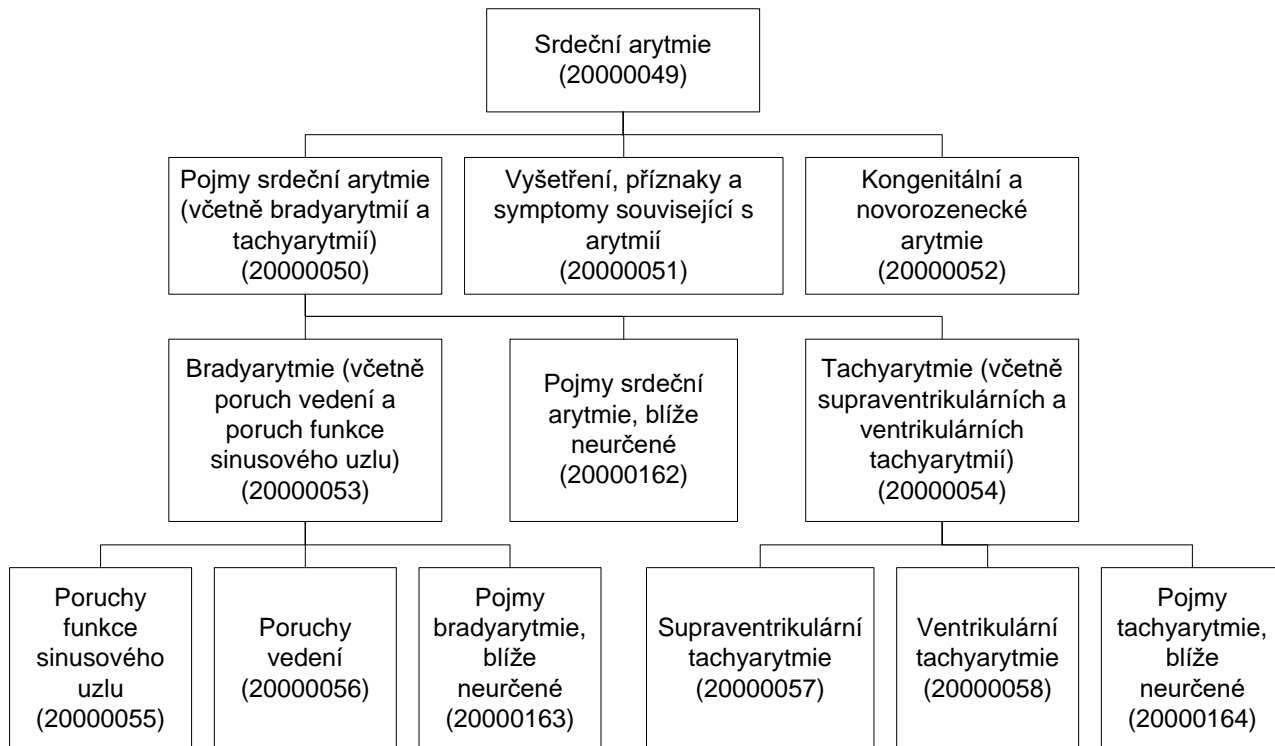 Srdeční arytmie
(20000049)
Pojmy srdeční arytmie
(včetně bradyarytmií a
tachyarytmií)
(20000050)
Vyšetření, příznaky a
symptomy související s
arytmií
(20000051)
Kongenitální a
novorozenecké
arytmie
(20000052)
Bradyarytmie (včetně
poruch vedení a
poruch funkce
sinusového uzlu)
(20000053)
Pojmy srdeční
arytmie, blíže
neurčené
(20000162)
Tachyarytmie (včetně
supraventrikulárních a
ventrikulárních
tachyarytmií)
(20000054)
Poruchy
funkce
sinusového
uzlu
(20000055)
Poruchy
vedení
(20000056)
Pojmy
bradyarytmie,
blíže
neurčené
(20000163)
Supraventrikulární
tachyarytmie
(20000057)
Ventrikulární
tachyarytmie
(20000058)
Pojmy
tachyarytmie,
blíže
neurčené
(20000164)